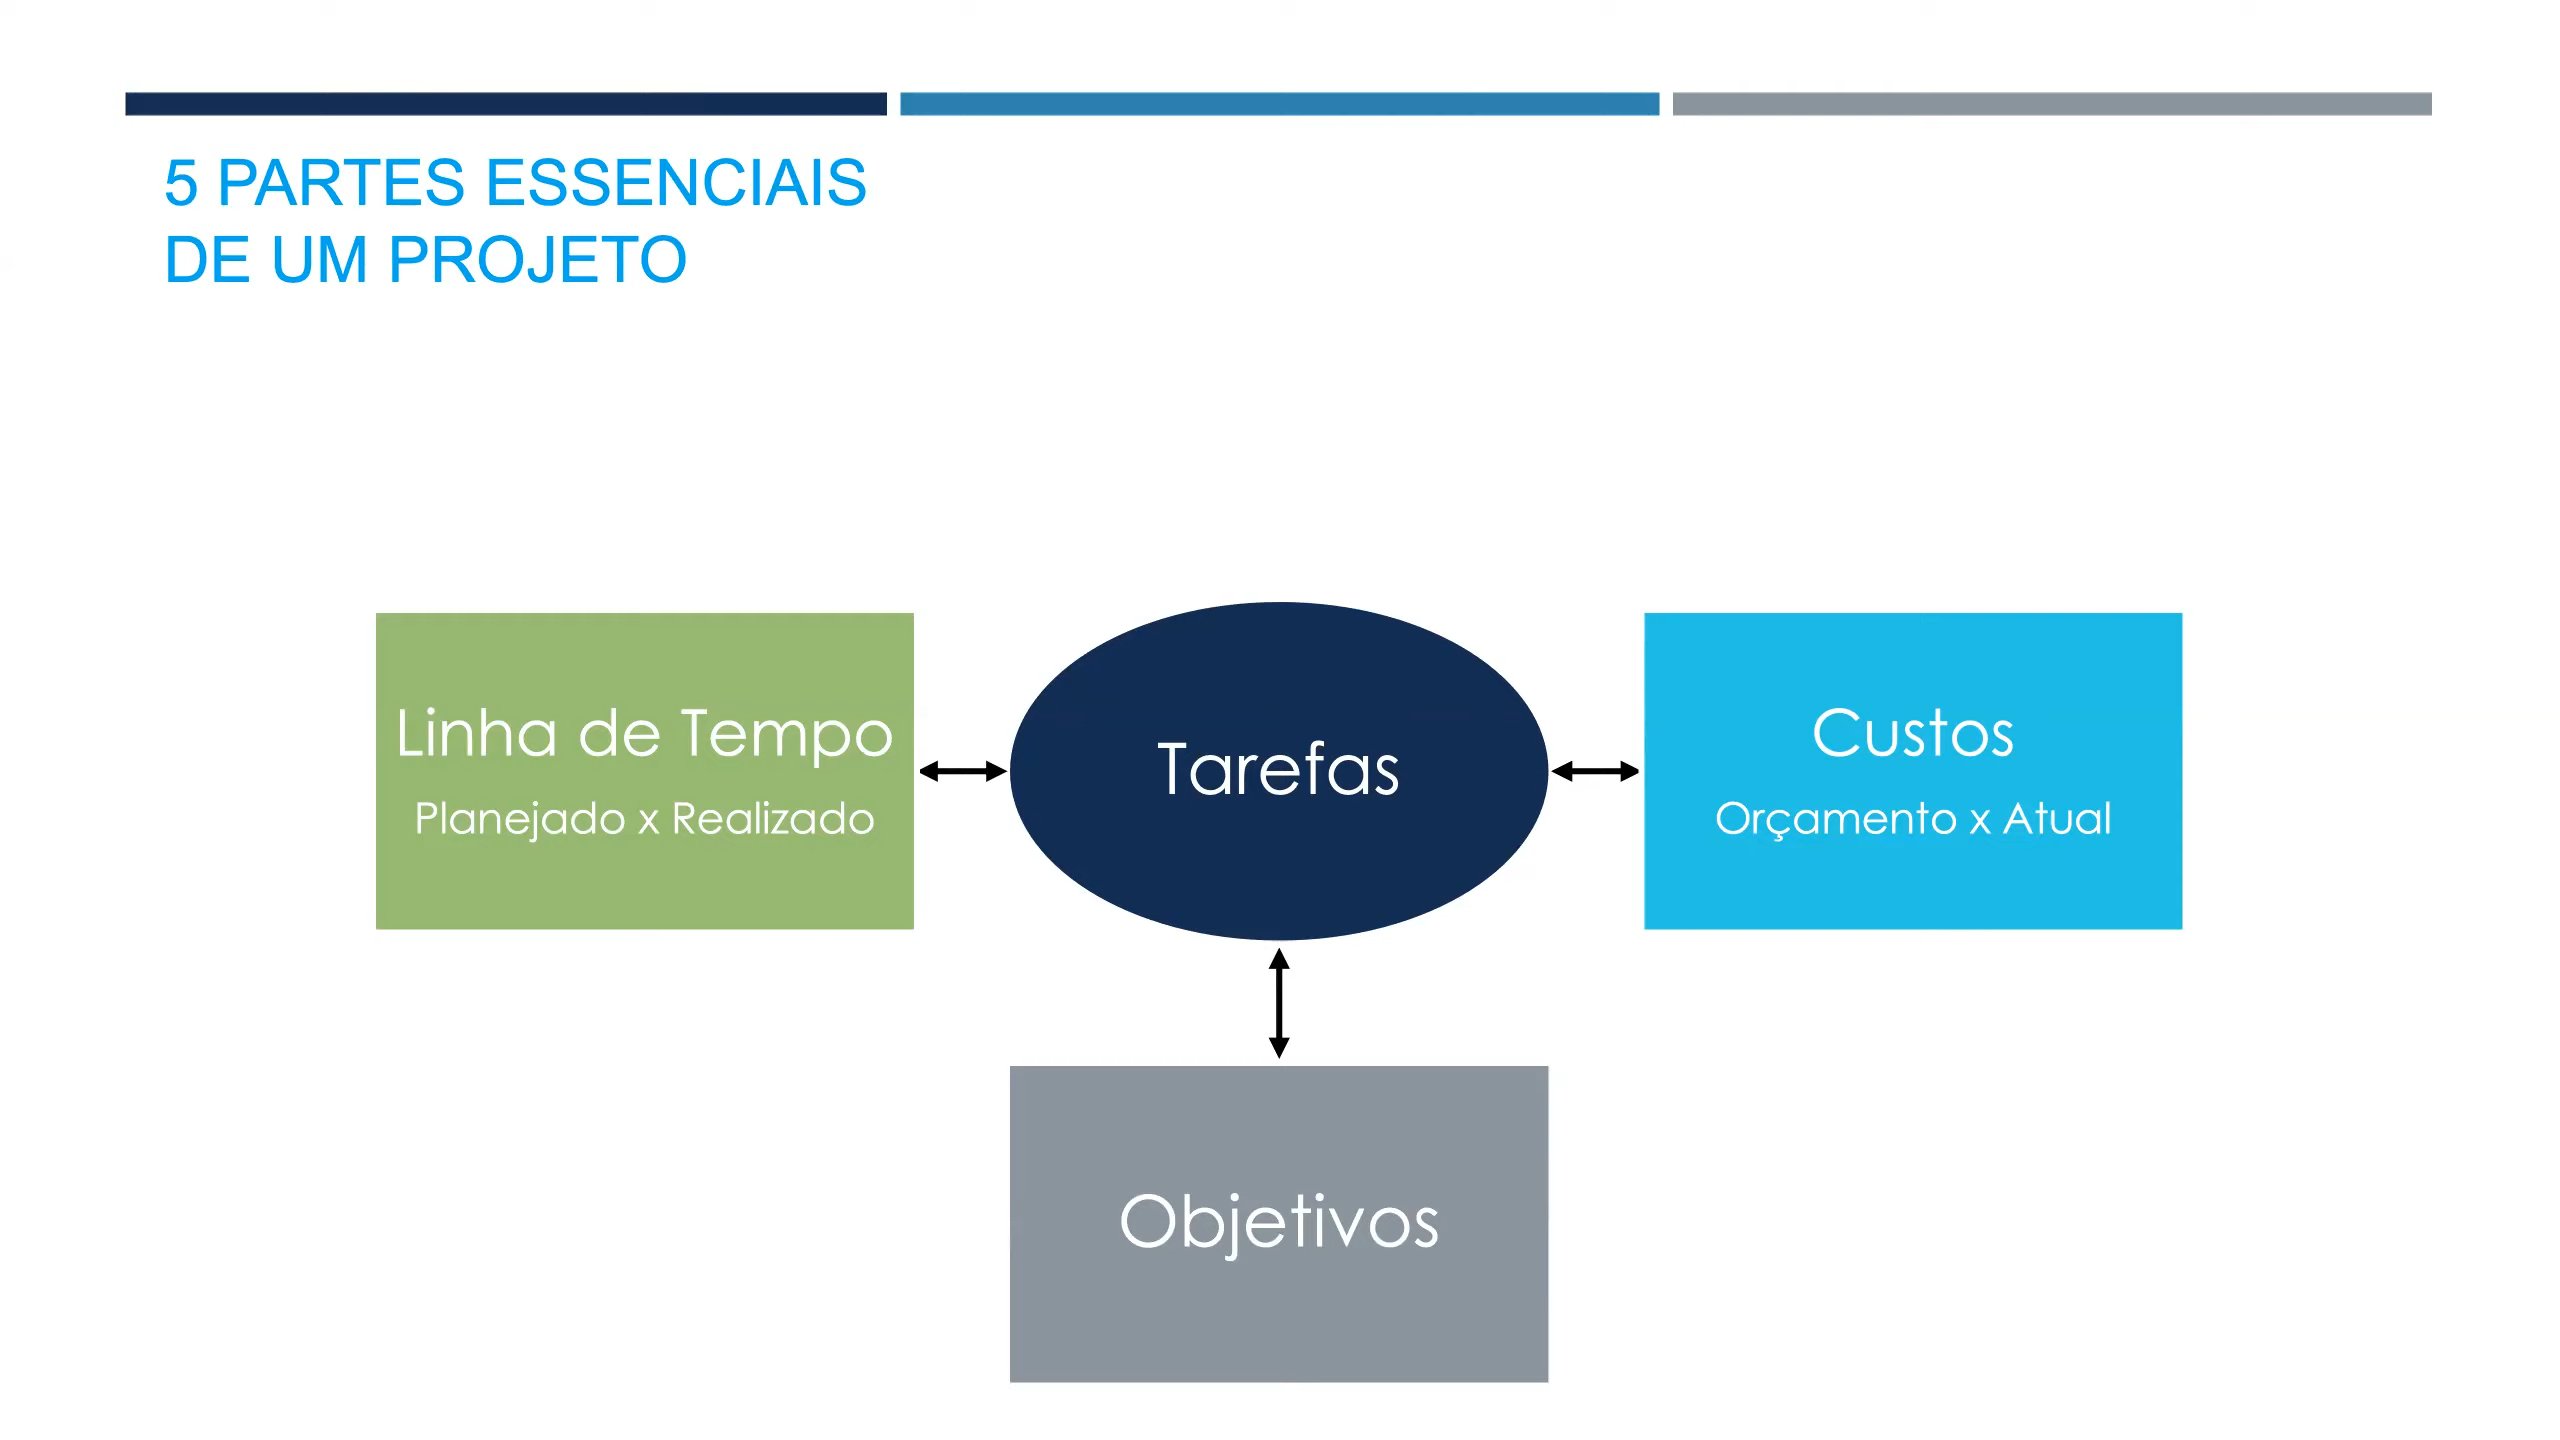 5 PARTES ESSENCIAIS
DE UM PROJETO
Linha de Tempo
Planejado x Realizado
Tarefas
Custos
Orçamento x Atual
Objetivos